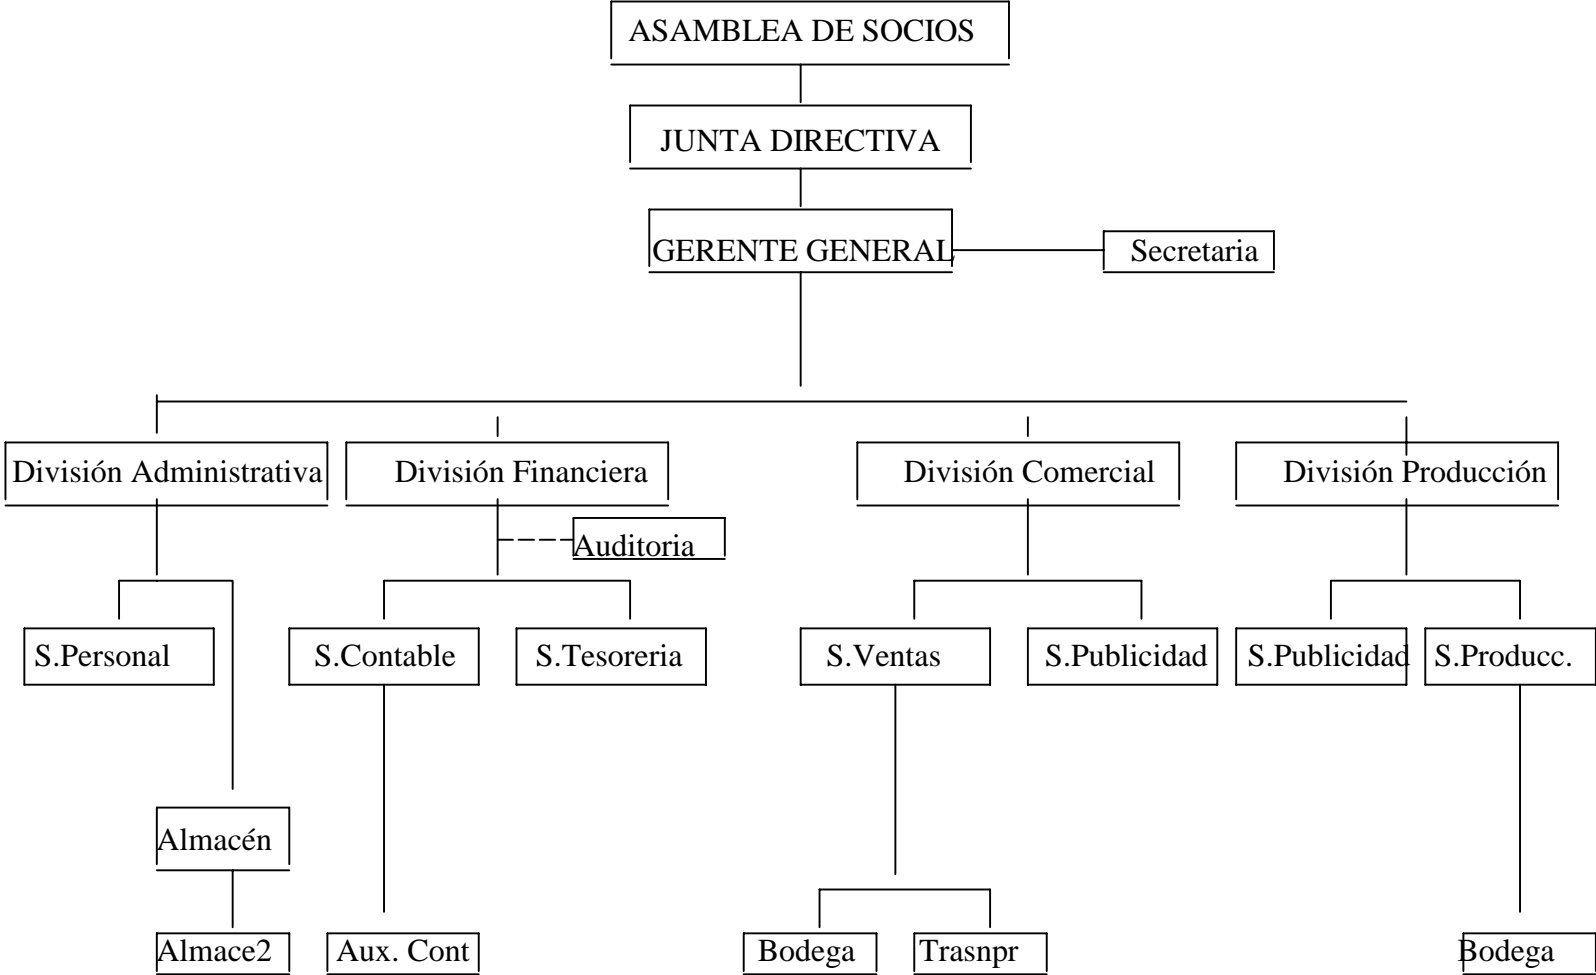 ASAMBLEA DE SOCIOS
JUNTA DIRECTIVA
GERENTE GENERAL
Secretaria
División Administrativa
División Financiera
División Comercial
División Producción
Auditoria
S.Personal
S.Contable
S.Tesoreria
S.Ventas
S.Publicidad
S.Publicidad
S.Producc.
Almacén
Almace2
Aux. Cont
Bodega
Trasnpr
Bodega